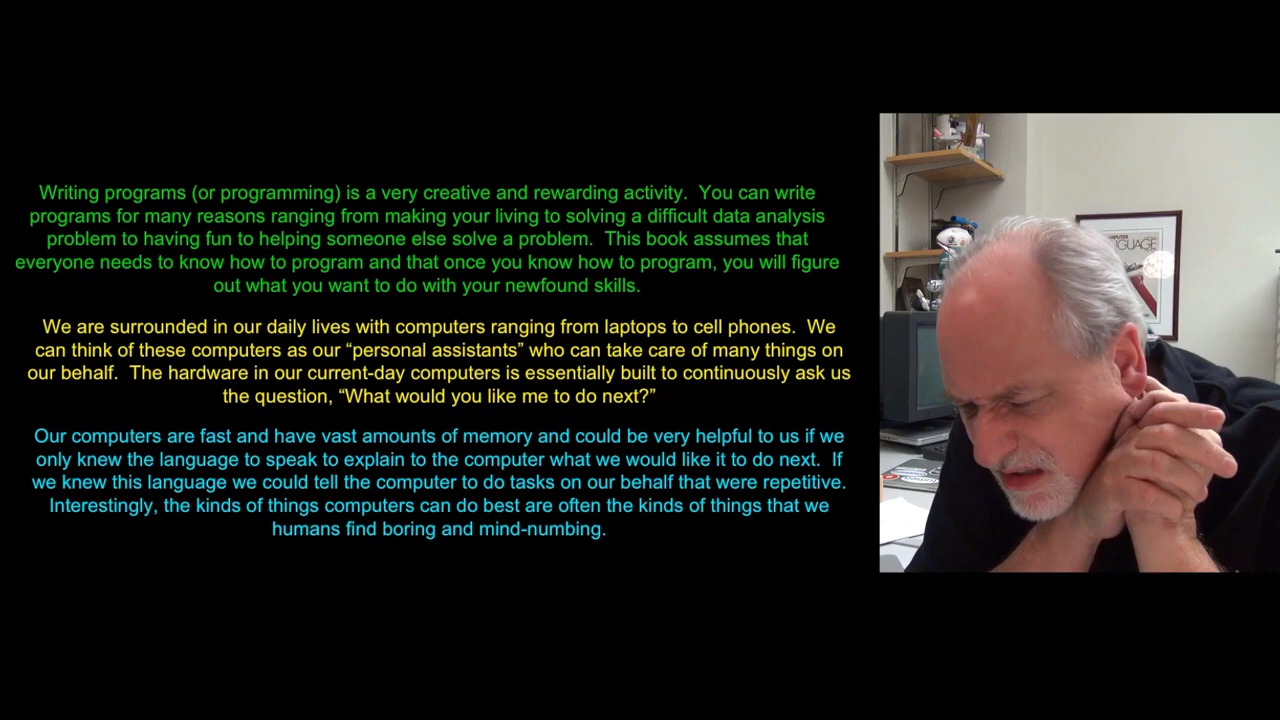 Writing programs (or programming) is a very creative and rewarding activity. You can write
programs for many reasons ranging from making your living to solving a difficult data analysis
problem to having fun to helping someone else solve a problem. This book assumes that
everyone needs to know how to program and that once you know how to program, you will figure
out what you want to do with your newfound skills.
We are surrounded in our daily lives with computers ranging from laptops to cell phones. We
can think of these computers as our “personal assistants” who can take care of many things on
our behalf. The hardware in our current-day computers is essentially built to continuously ask us
the question, “What would you like me to do next?”
Our computers are fast and have vast amounts of memory and could be very helpful to us if we
only knew the language to speak to explain to the computer what we would like it to do next. If
we knew this language we could tell the computer to do tasks on our behalf that were repetitive.
Interestingly, the kinds of things computers can do best are often the kinds of things that we
humans find boring and mind-numbing.